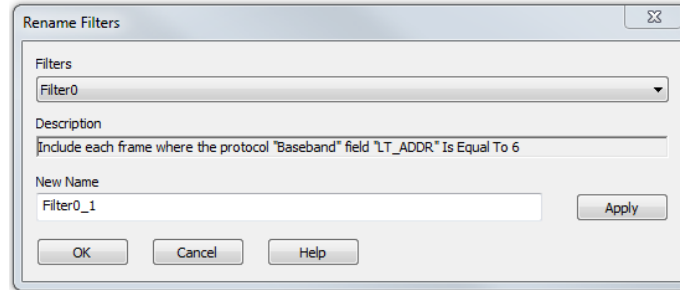 Rename Filters
Filters
Filter0
Description
Include each frame where the protocol "Baseband" field "LT_ADDR" Is Equal To 6
New Name
Filter0_1
Apply
OK Cancel Help